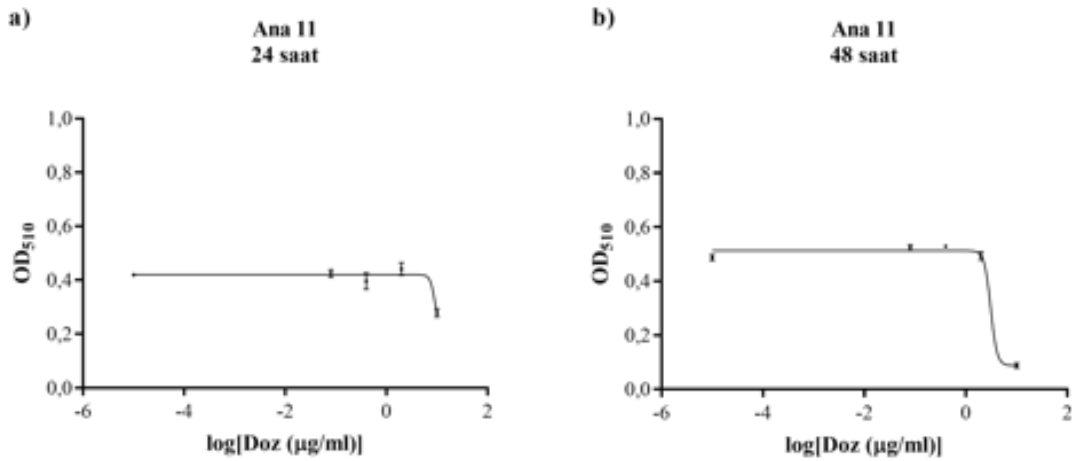 a)
Ana 11
24 saat
1,0
0,8
0,6
0,4
0,2
0,0
OD510
-6
-4
-2
0
2
log[Doz (µg/ml)]
b)
Ana 11
48 saat
1,0
0,8
0,6
0,4
0,2
0,0
OD510
-6
-4
-2
0
2
log[Doz (µg/ml)]